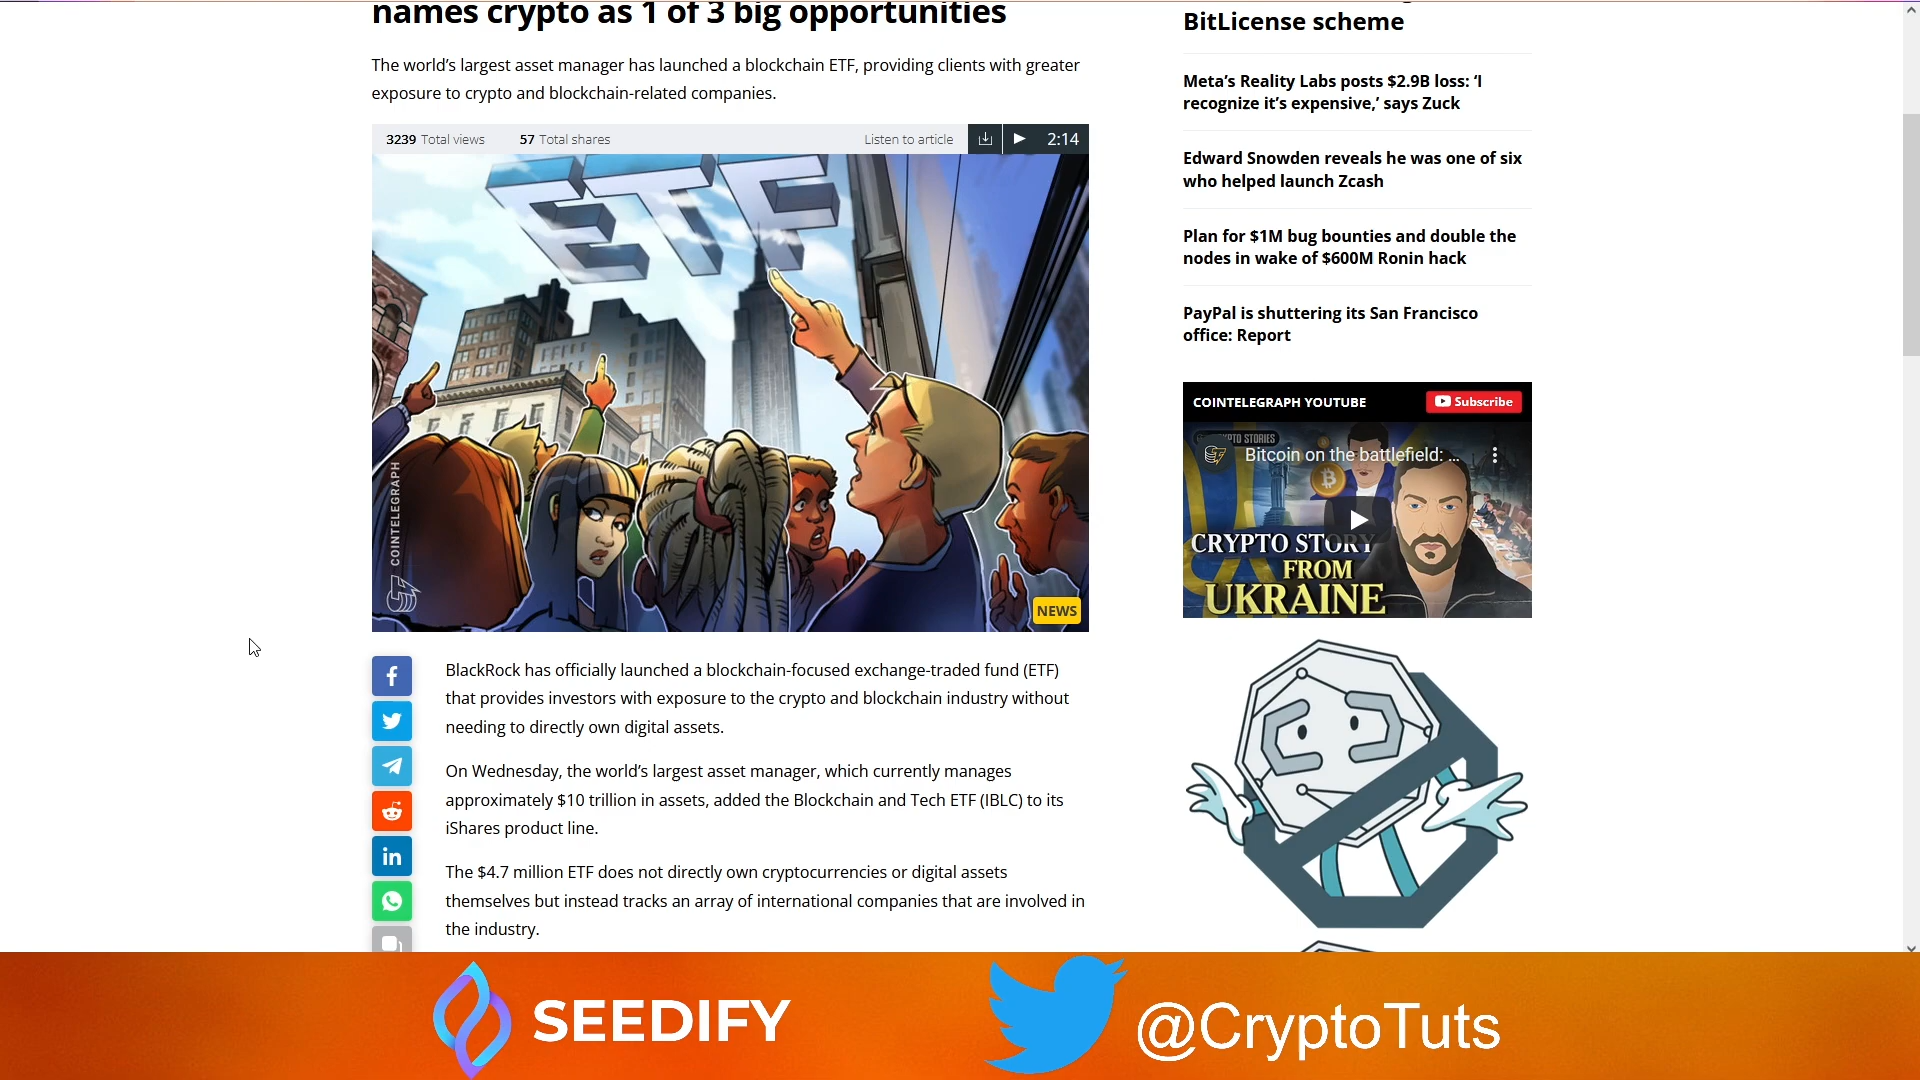 names crypto as 1 of 3 big opportunities
The world's largest asset manager has launched a blockchain ETF, providing clients with greater
exposure to crypto and blockchain-related companies.
3239 Total views 57 Total shares Listen to article 2:14
ETF
COINTELEGRAPH
NEWS
BlackRock has officially launched a blockchain-focused exchange-traded fund (ETF)
that provides investors with exposure to the crypto and blockchain industry without
needing to directly own digital assets.
On Wednesday, the world's largest asset manager, which currently manages
approximately $10 trillion in assets, added the Blockchain and Tech ETF (IBLC) to its
iShares product line.
The $4.7 million ETF does not directly own cryptocurrencies or digital assets
themselves but instead tracks an array of international companies that are involved in
the industry.
BitLicense scheme
Meta's Reality Labs posts $2.9B loss: 'I
recognize it's expensive,' says Zuck
Edward Snowden reveals he was one of six
who helped launch Zcash
Plan for $1M bug bounties and double the
nodes in wake of $600M Ronin hack
PayPal is shuttering its San Francisco
office: Report
COINTELEGRAPH YOUTUBE Subscribe
STORIES
Bitcoin on the battlefield: ...
CRYPTO STORY
FROM
UKRAINE
SEEDIFY @CryptoTuts